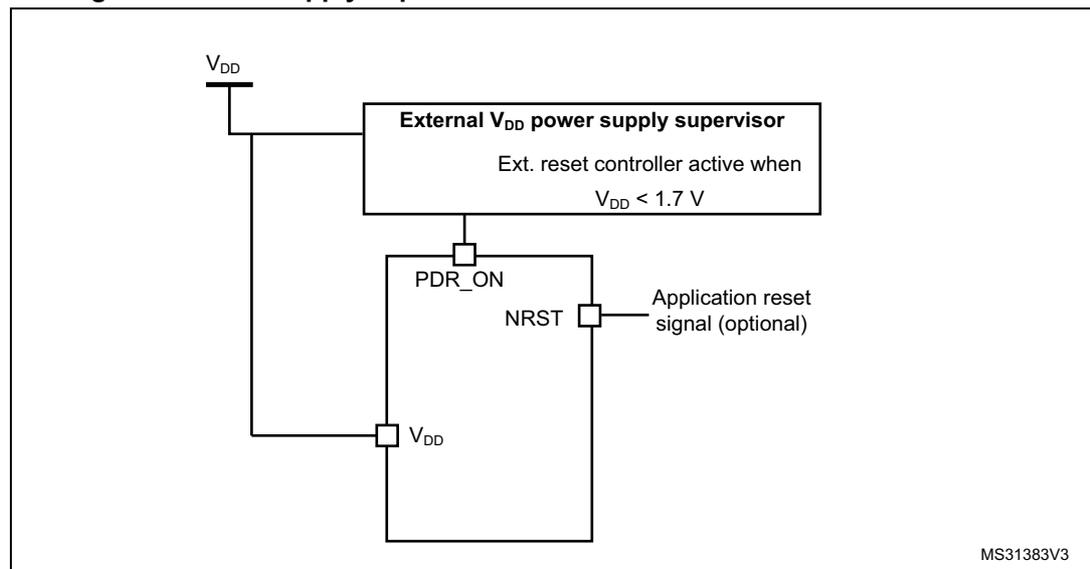 VDD
External VDD power supply supervisor
Ext. reset controller active when
VDD < 1.7 V
PDR_ON
NRST
Application reset
signal (optional)
VDD
MS31383V3